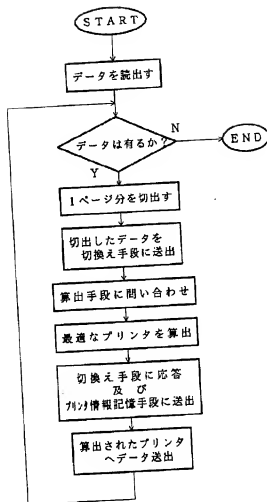 START
データを読出す
データは有るか?
N
END
Y
1ページ分を切出す
切出したデータを
切換え手段に送出
算出手段に問い合わせ
最適なプリンタを算出
切換え手段に応答
及び
プリンタ情報記憶手段に送出
算出されたプリンタ
へデータ送出